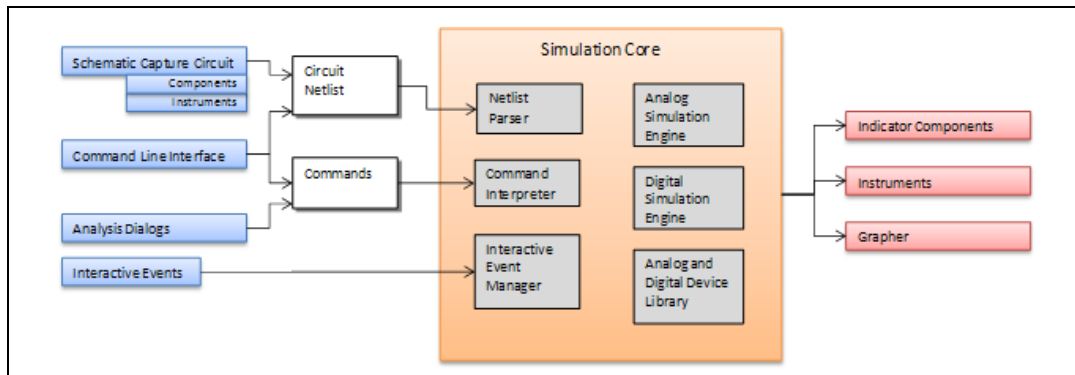 Schematic Capture Circuit
Components
Instruments
Command Line Interface
Analysis Dialogs
Interactive Events
Circuit
Netlist
Commands
Simulation Core
Netlist
Parser
Command
Interpreter
Interactive
Event
Manager
Analog
Simulation
Engine
Digital
Simulation
Engine
Analog and
Digital Device
Library
Indicator Components
Instruments
Grapher